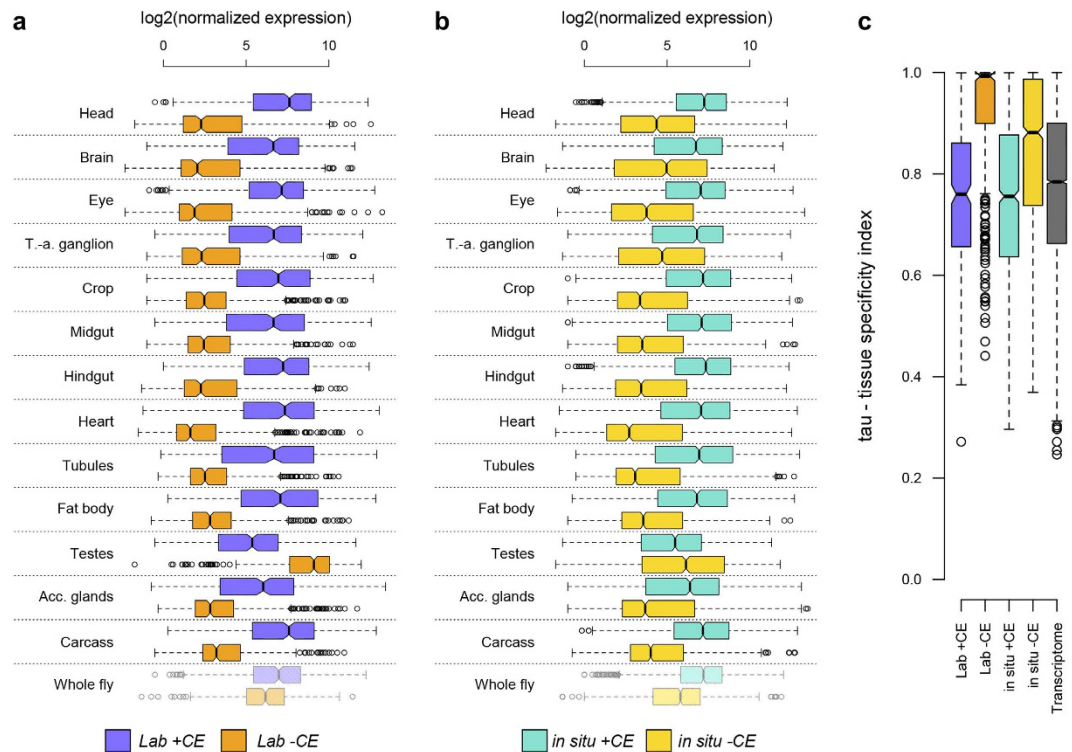 a
log2(normalized expression)
0 5 10
Head
Brain
Eye
T.-a. ganglion
Crop
Midgut
Hindgut
Heart
Tubules
Fat body
Testes
Acc. glands
Carcass
Whole fly
Lab +CE Lab -CE
b
log2(normalized expression)
0 5 10
Head
Brain
Eye
T.-a. ganglion
Crop
Midgut
Hindgut
Heart
Tubules
Fat body
Testes
Acc. glands
Carcass
Whole fly
in situ +CE in situ -CE
c
tau - tissue specificity index
1.0
0.8
0.6
0.4
0.2
0.0
Lab +CE
Lab -CE
in situ +CE
in situ -CE
Transcriptome